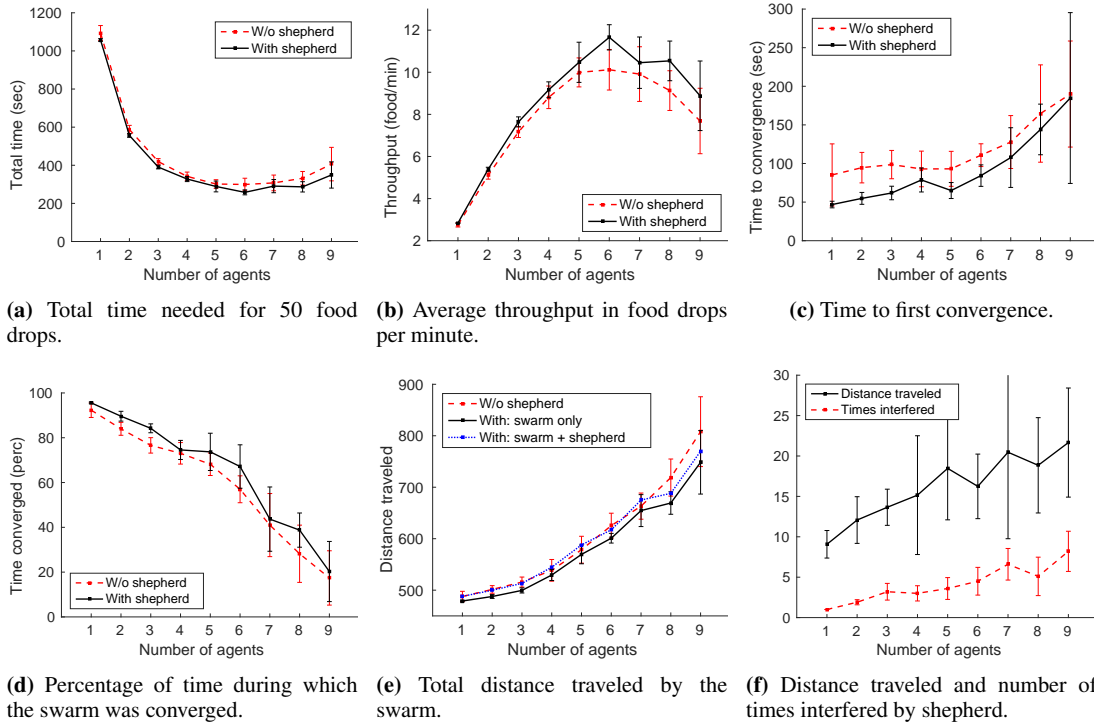 1200
1000
800
600
400
200
0
Total time (sec)
W/o shepherd
With shepherd
1 2 3 4 5 6 7 8 9
Number of agents
(a) Total time needed for 50 food
drops.
14
12
10
8
6
4
2
Throughput (food/min)
W/o shepherd
With shepherd
1 2 3 4 5 6 7 8 9
Number of agents
(b) Average throughput in food drops
per minute.
300
250
200
150
100
50
0
Time to convergence (sec)
W/o shepherd
With shepherd
1 2 3 4 5 6 7 8 9
Number of agents
(c) Time to first convergence.
100
80
60
40
20
0
Time converged (perc)
W/o shepherd
With shepherd
1 2 3 4 5 6 7 8 9
Number of agents
(d) Percentage of time during which
the swarm was converged.
900
800
700
600
500
Distance traveled
W/o shepherd
With: swarm only
With: swarm + shepherd
1 2 3 4 5 6 7 8 9
Number of agents
(e) Total distance traveled by the
swarm.
30
25
20
15
10
5
0
Distance traveled
Times interfered
1 2 3 4 5 6 7 8 9
Number of agents
(f) Distance traveled and number of
times interfered by shepherd.